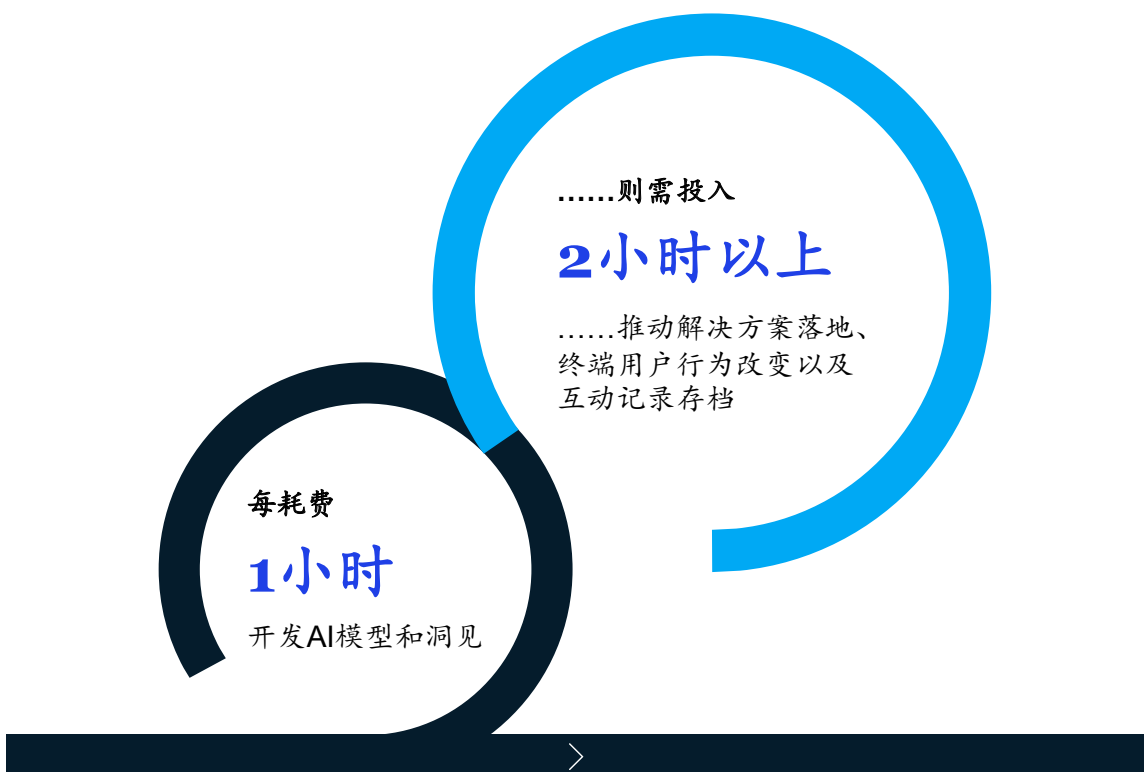 每耗费
1小时
开发AI模型和洞见
……则需投入
2小时以上
……推动解决方案落地、
终端用户行为改变以及
互动记录存档